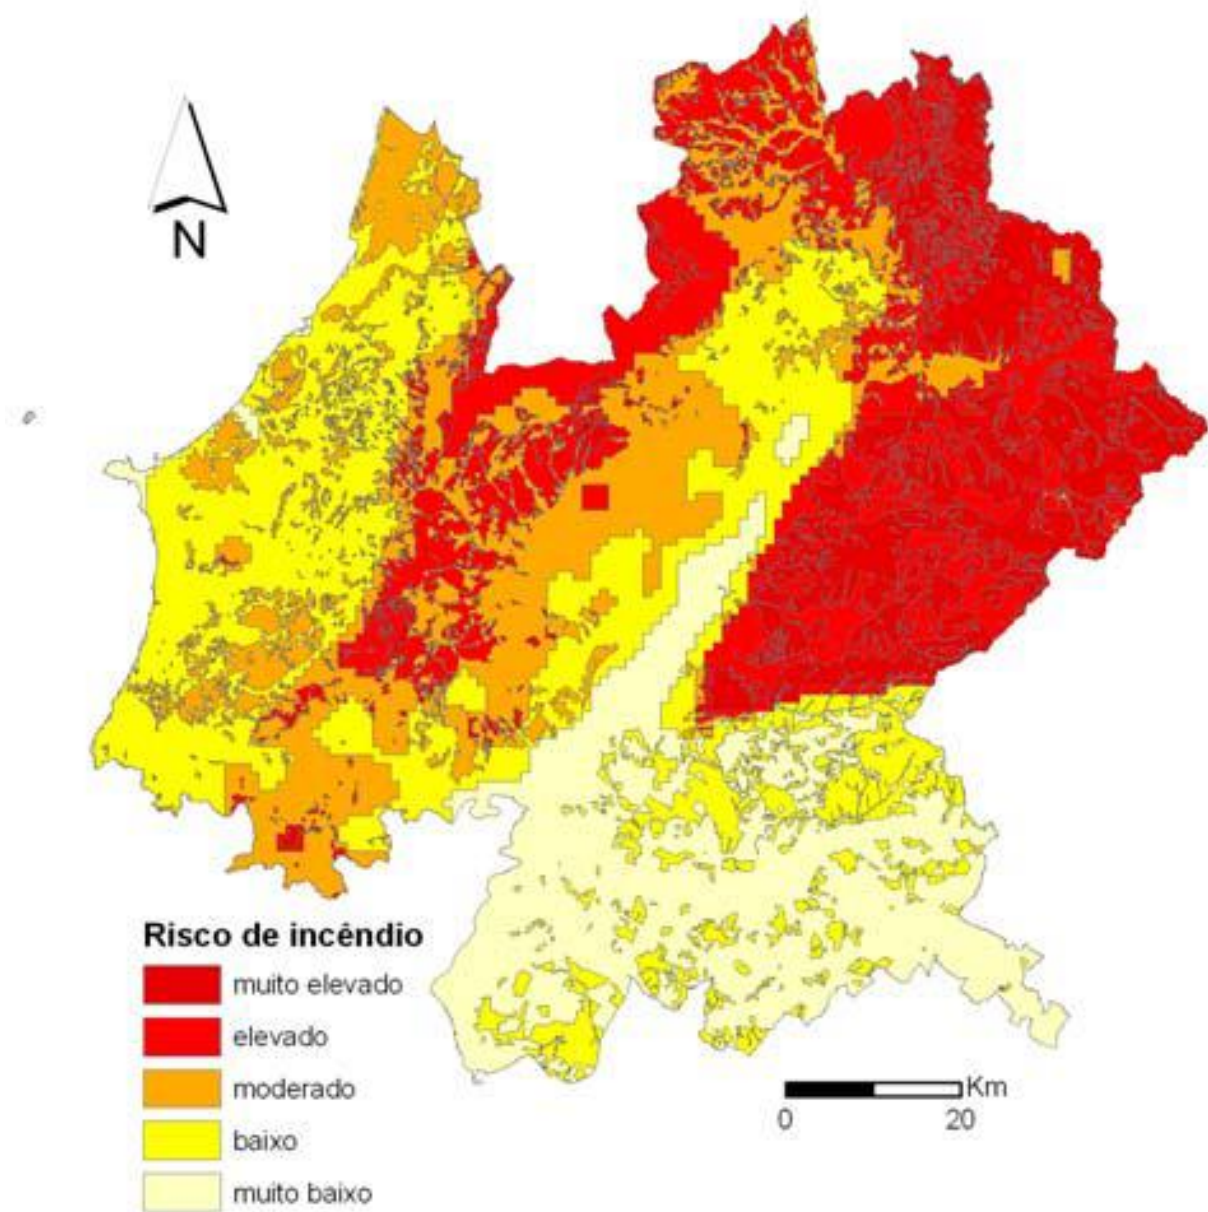 N
Risco de incêndio
muito elevado
elevado
moderado
baixo
muito baixo
Km
0 20